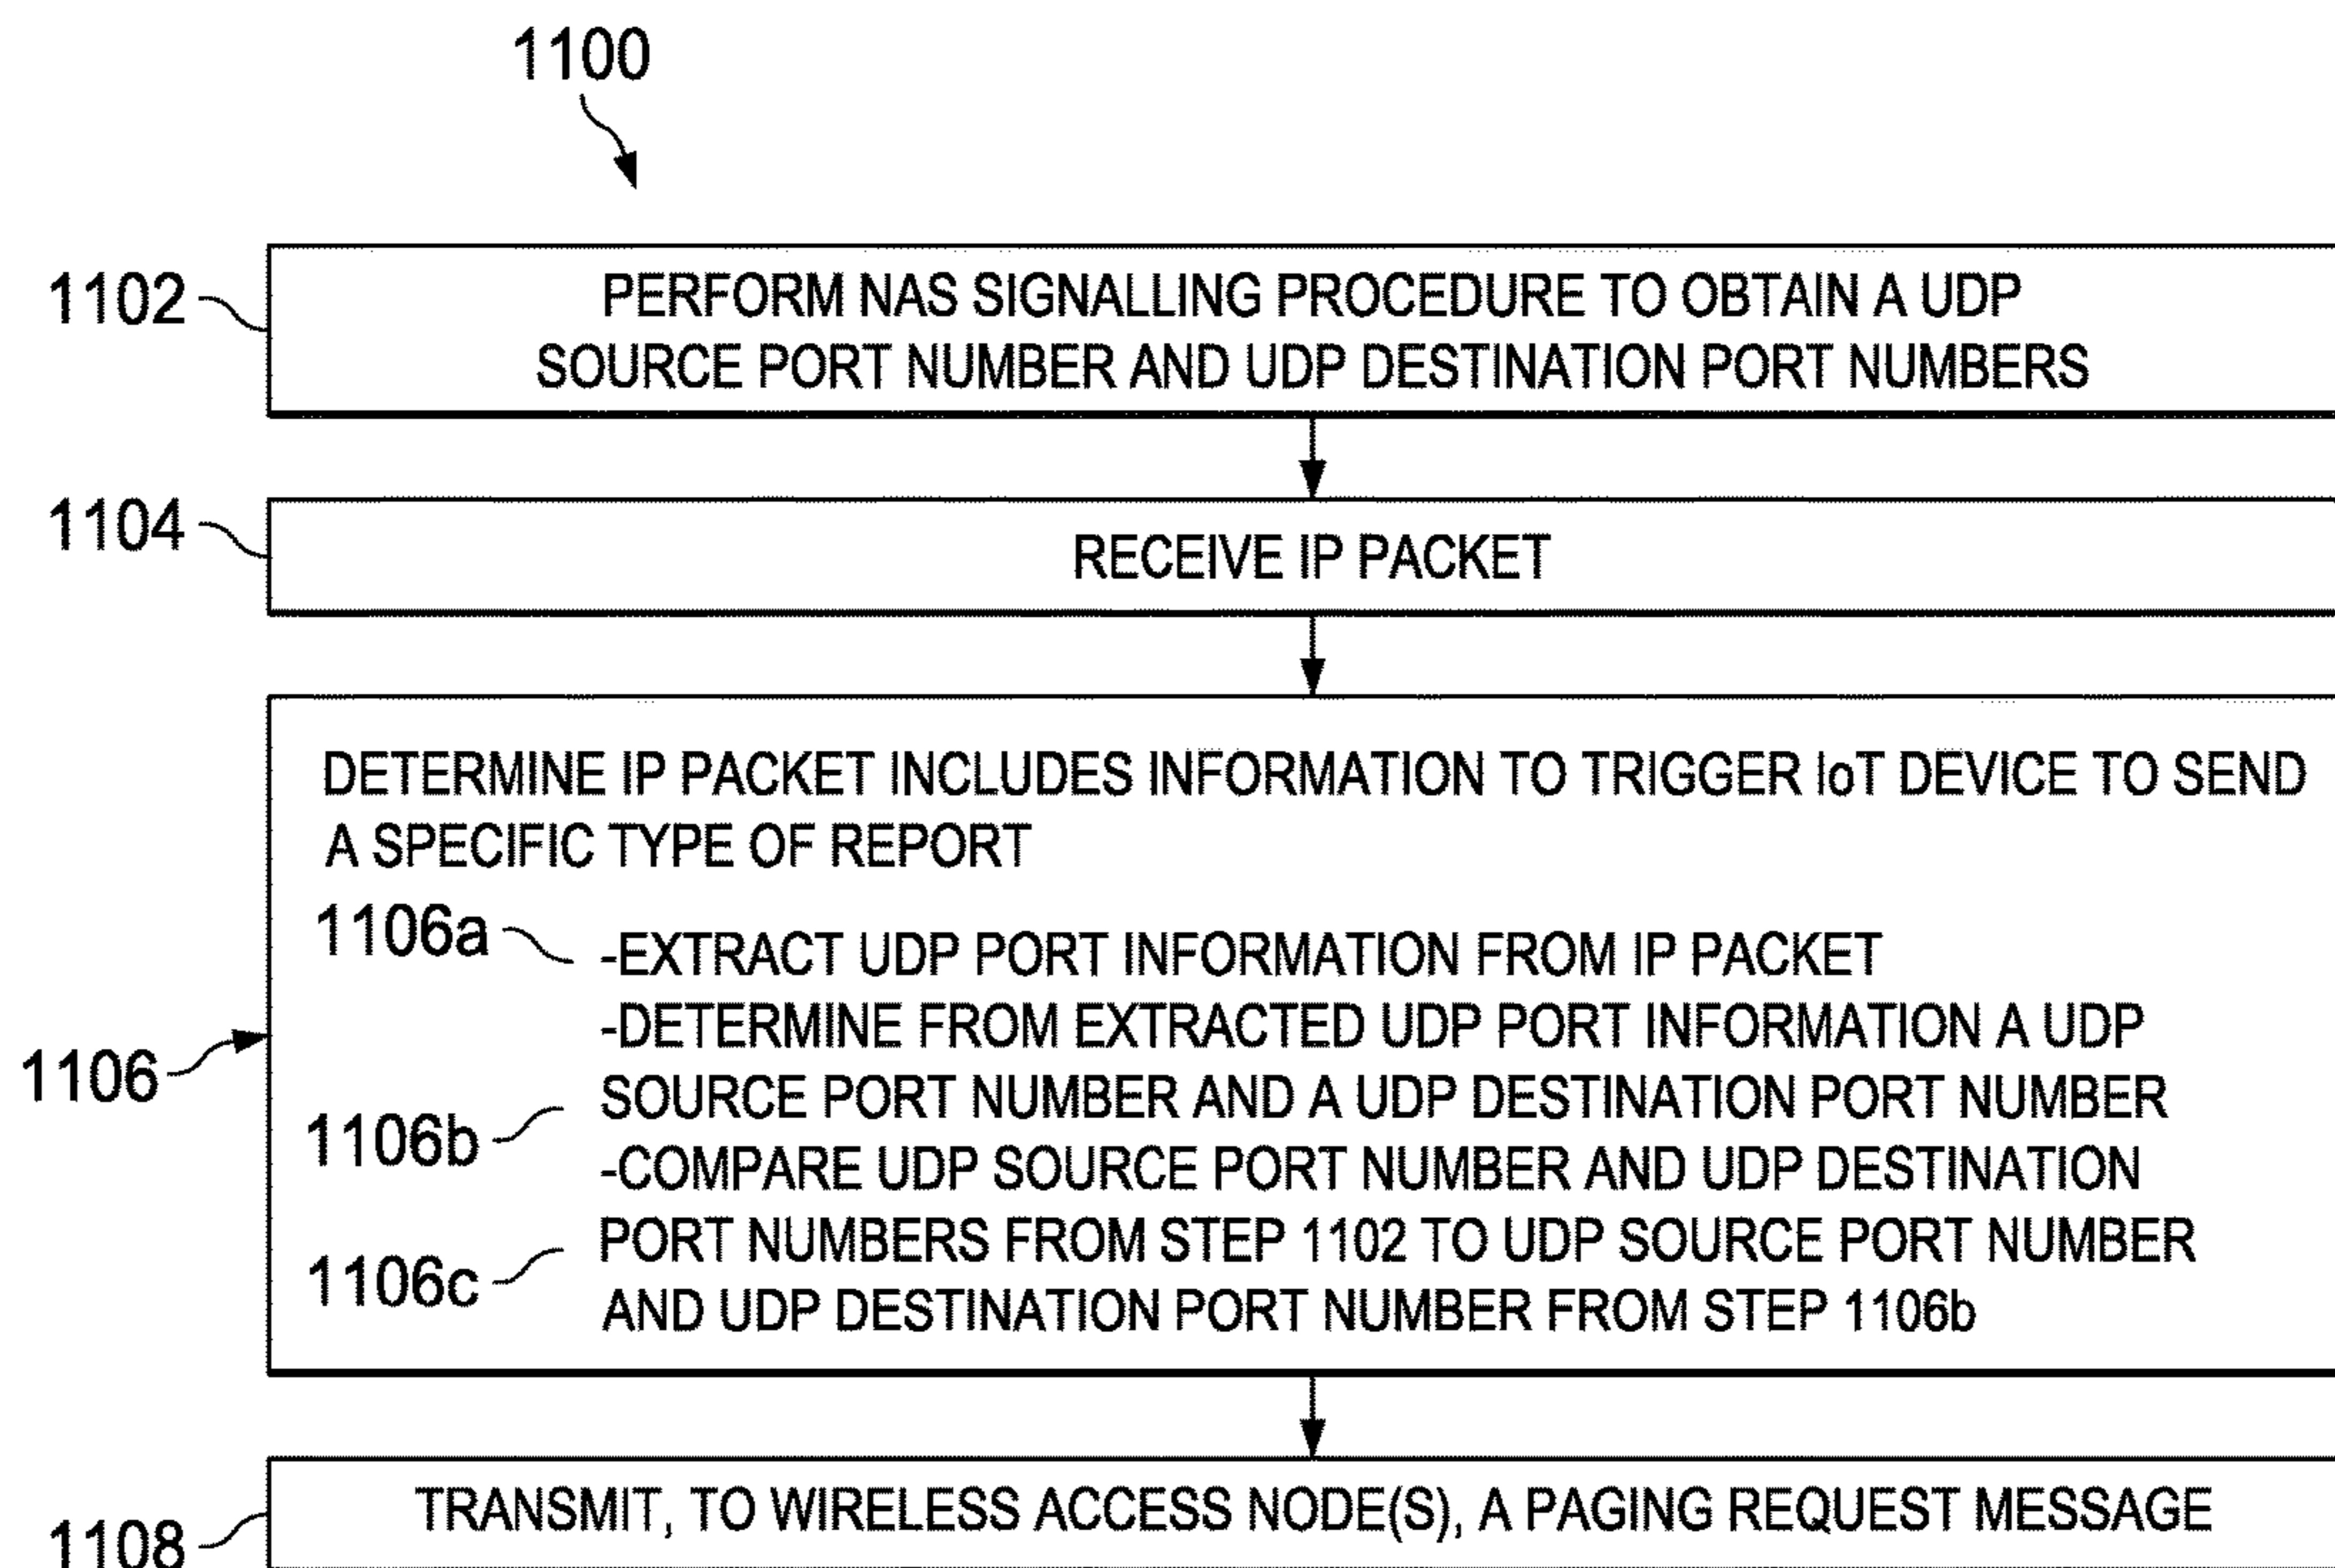 1100
1102
PERFORM NAS SIGNALLING PROCEDURE TO OBTAIN A UDP
SOURCE PORT NUMBER AND UDP DESTINATION PORT NUMBERS
1104
RECEIVE IP PACKET
1106
DETERMINE IP PACKET INCLUDES INFORMATION TO TRIGGER IoT DEVICE TO SEND
A SPECIFIC TYPE OF REPORT
1106a
-EXTRACT UDP PORT INFORMATION FROM IP PACKET
-DETERMINE FROM EXTRACTED UDP PORT INFORMATION A UDP
1106b
SOURCE PORT NUMBER AND A UDP DESTINATION PORT NUMBER
-COMPARE UDP SOURCE PORT NUMBER AND UDP DESTINATION
1106c
PORT NUMBERS FROM STEP 1102 TO UDP SOURCE PORT NUMBER
AND UDP DESTINATION PORT NUMBER FROM STEP 1106b
1108
TRANSMIT, TO WIRELESS ACCESS NODE(S), A PAGING REQUEST MESSAGE